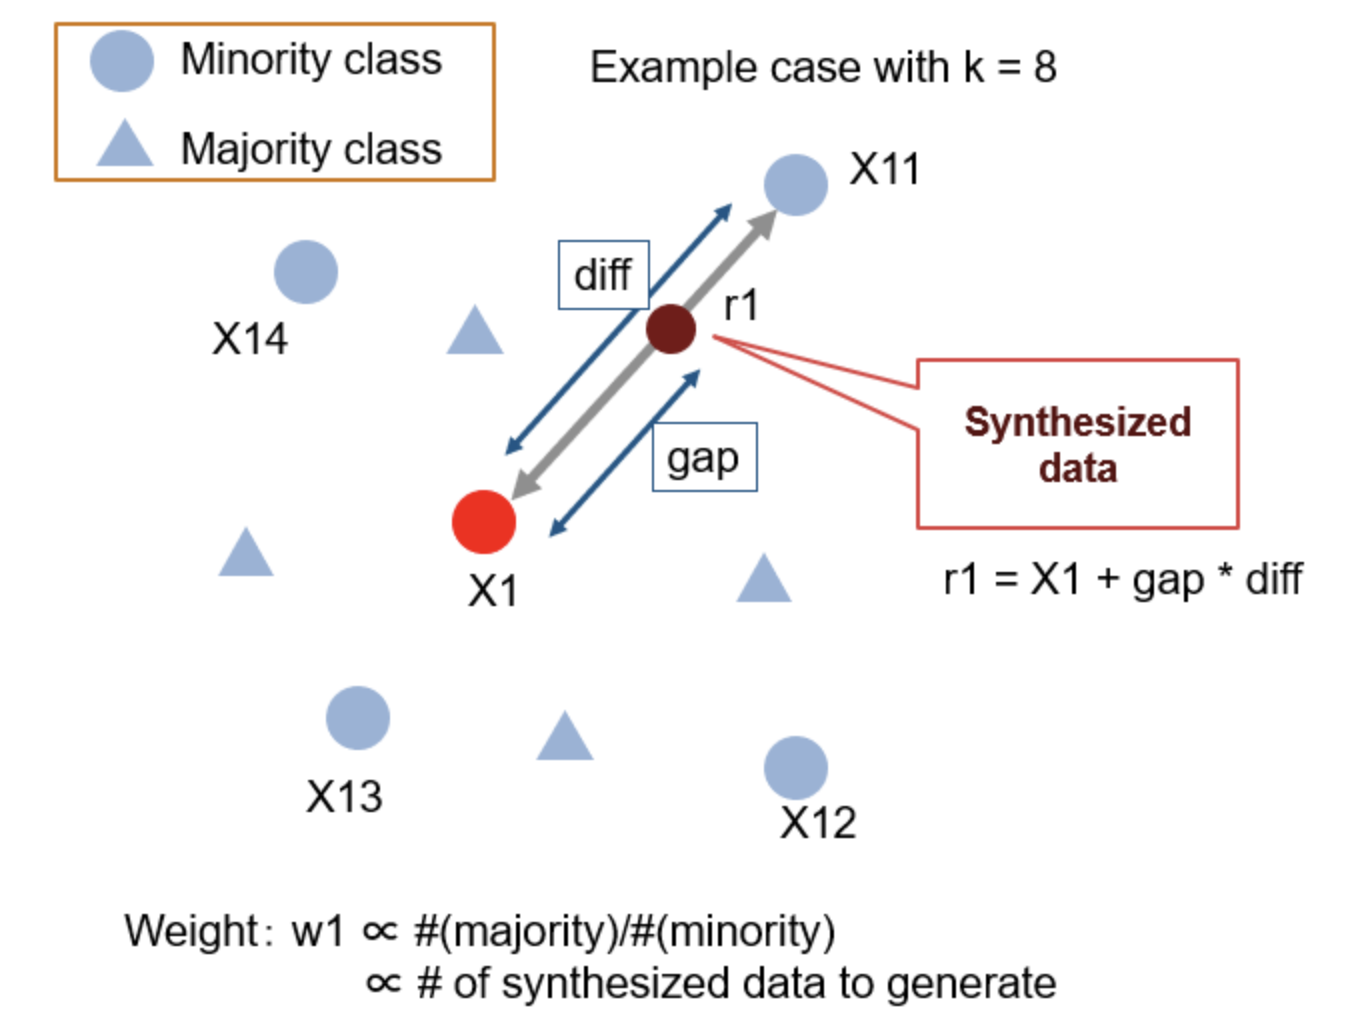 Minority class
Majority class
Example case with k = 8
X11
diff
r1
X14
Synthesized
data
gap
r1 = X1 + gap * diff
X1
X13
X12
Weight: w1 ∝ #(majority)/#(minority)
∝ # of synthesized data to generate